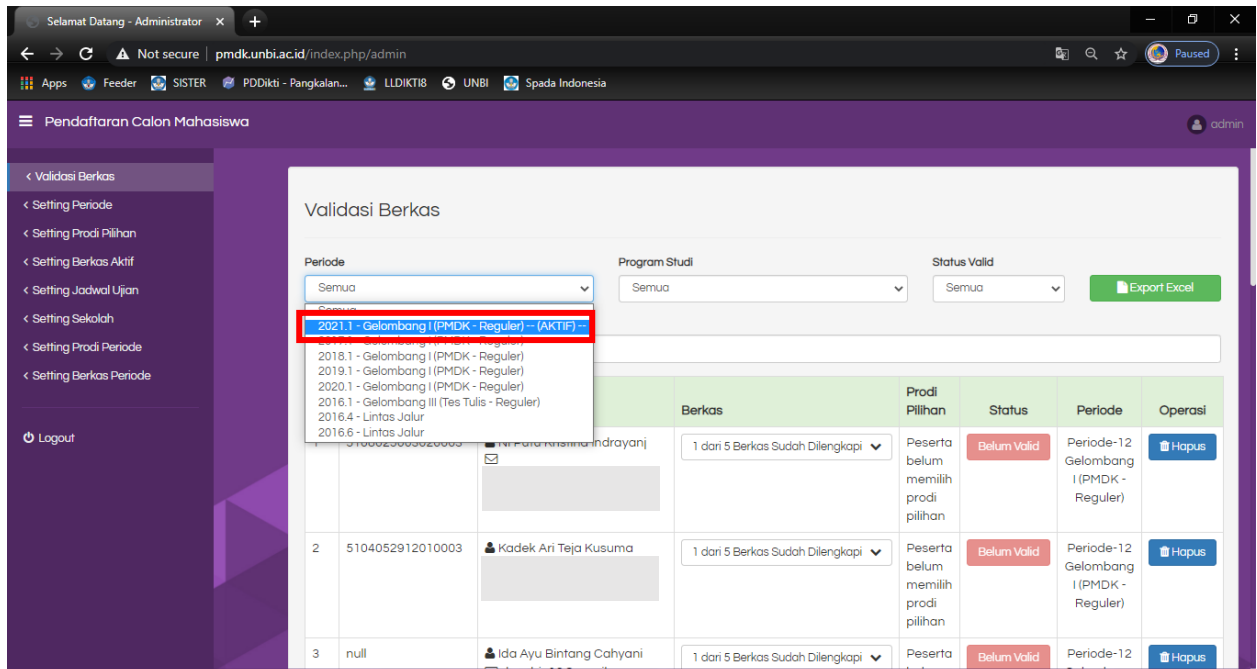 Selamat Datang - Administrator
Not secure | pmdk.unbi.ac.id/index.php/admin
Paused
Apps Feeder SISTER PDDikti - Pangkalan... LLDIKTI8 UNBI Spada Indonesia
Pendaftaran Calon Mahasiswa
admin
< Validasi Berkas
< Setting Periode
< Setting Prodi Pilihan
< Setting Berkas Aktif
< Setting Jadwal Ujian
< Setting Sekolah
< Setting Prodi Periode
< Setting Berkas Periode
Logout
Validasi Berkas
Periode Program Studi Status Valid
Semua Semua Semua Export Excel
Semua
2021.1 - Gelombang I (PMDK - Reguler) -- (AKTIF) --
2018.1 - Gelombang I (PMDK - Reguler)
2019.1 - Gelombang I (PMDK - Reguler)
2020.1 - Gelombang I (PMDK - Reguler)
2016.1 - Gelombang III (Tes Tulis - Reguler)
2016.4 - Lintas Jalur
2016.6 - Lintas Jalur
Berkas Prodi Pilihan Status Periode Operasi
Indrayanj 1 dari 5 Berkas Sudah Dilengkapi Peserta belum memilih prodi pilihan Belum Valid Periode-12 Gelombang I (PMDK - Reguler) Hapus
2 5104052912010003 Kadek Ari Teja Kusuma 1 dari 5 Berkas Sudah Dilengkapi Peserta belum memilih prodi pilihan Belum Valid Periode-12 Gelombang I (PMDK - Reguler) Hapus
3 null Ida Ayu Bintang Cahyani 1 dari 5 Berkas Sudah Dilengkapi Peserta Belum Valid Periode-12 Hapus